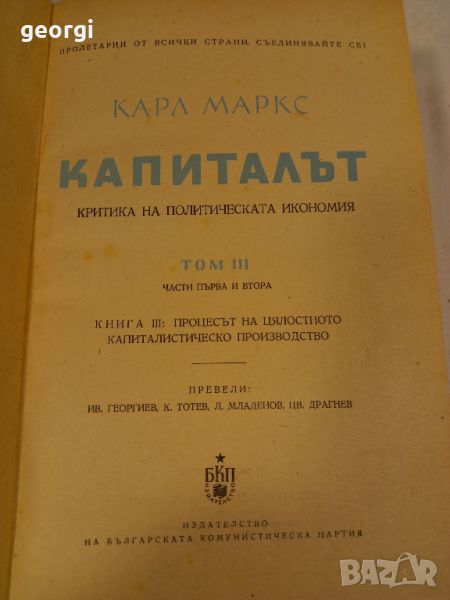 georgi
ПРОЛЕТАРИИ ОТ ВСИЧКИ СТРАНИ, СЪЕДИНЯВАЙТЕ СЕ!
КАРЛ МАРКС
КАПИТАЛЪТ
КРИТИКА НА ПОЛИТИЧЕСКАТА ИКОНОМИЯ
ТОМ III
ЧАСТИ ПЪРВА И ВТОРА
КНИГА III: ПРОЦЕСЪТ НА ЦЯЛОСТНОТО
КАПИТАЛИСТИЧЕСКО ПРОИЗВОДСТВО
ПРЕВЕЛИ:
ИВ. ГЕОРГИЕВ, К. ТОТЕВ, Л. МЛАДЕНОВ, ЦВ. ДРАГНЕВ
БКП
ИЗДАТЕЛСТВО
НА БЪЛГАРСКАТА КОМУНИСТИЧЕСКА ПАРТИЯ
BAZAR